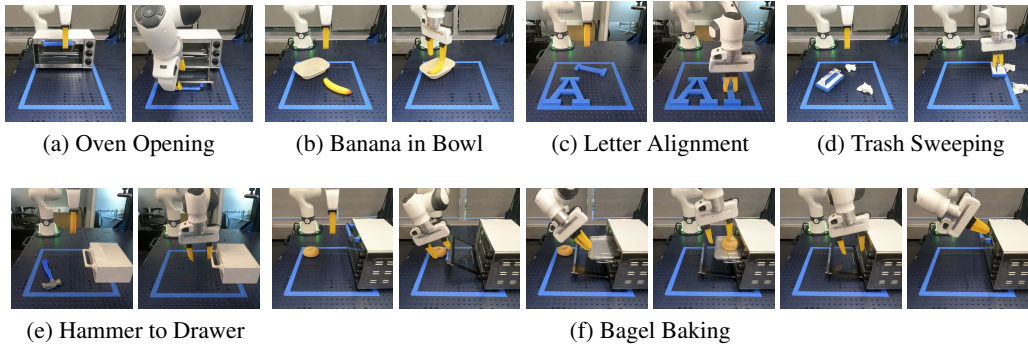 (a) Oven Opening
(b) Banana in Bowl
(c) Letter Alignment
(d) Trash Sweeping
A
A I
(e) Hammer to Drawer
(f) Bagel Baking